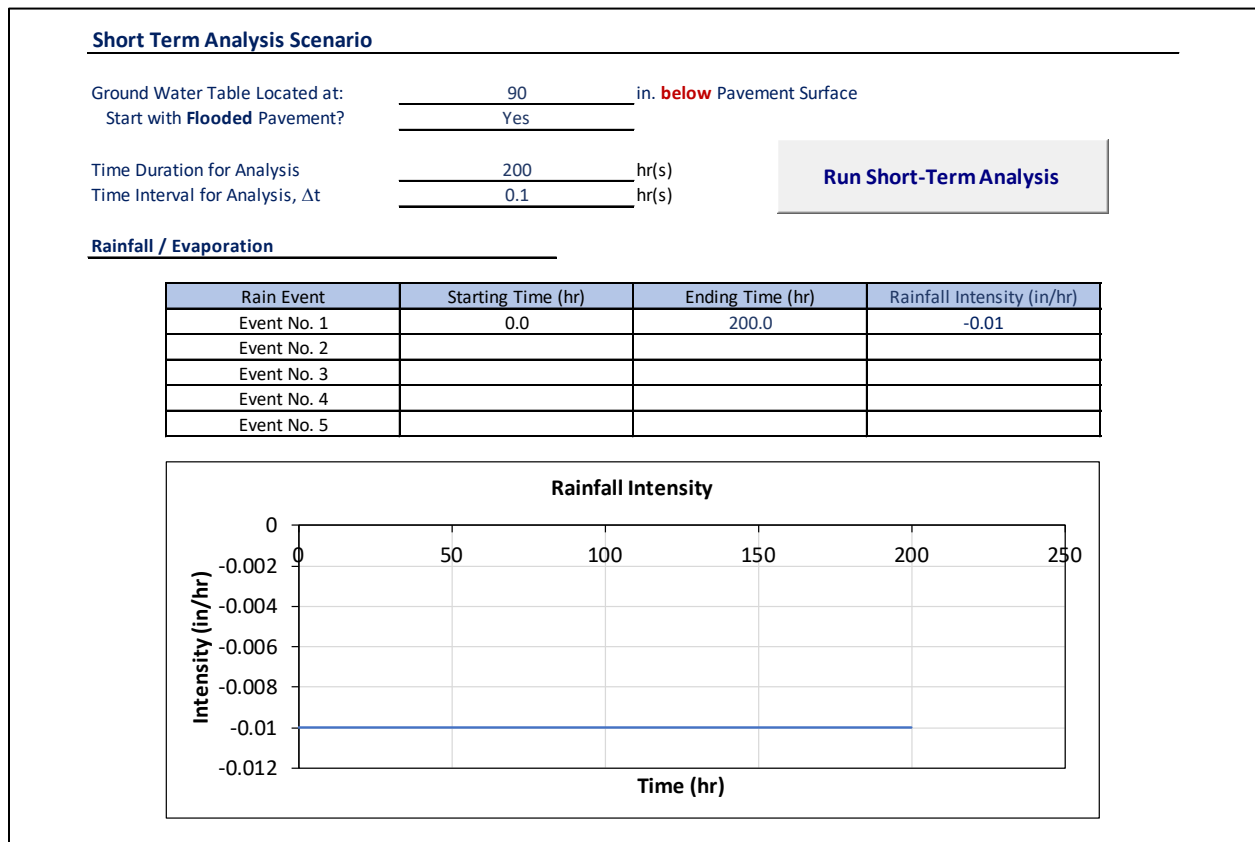 Short Term Analysis Scenario
Ground Water Table Located at: 90 in. below Pavement Surface
Start with Flooded Pavement? Yes
Time Duration for Analysis 200 hr(s)
Run Short-Term Analysis
Time Interval for Analysis, Δt 0.1 hr(s)
Rainfall / Evaporation
Rain Event Starting Time (hr) Ending Time (hr) Rainfall Intensity (in/hr)
Event No. 1 0.0 200.0 -0.01
Event No. 2
Event No. 3
Event No. 4
Event No. 5
Rainfall Intensity
0
0 50 100 150 200 250
-0.002
-0.004
-0.006
-0.008
-0.01
-0.012
Intensity (in/hr)
Time (hr)